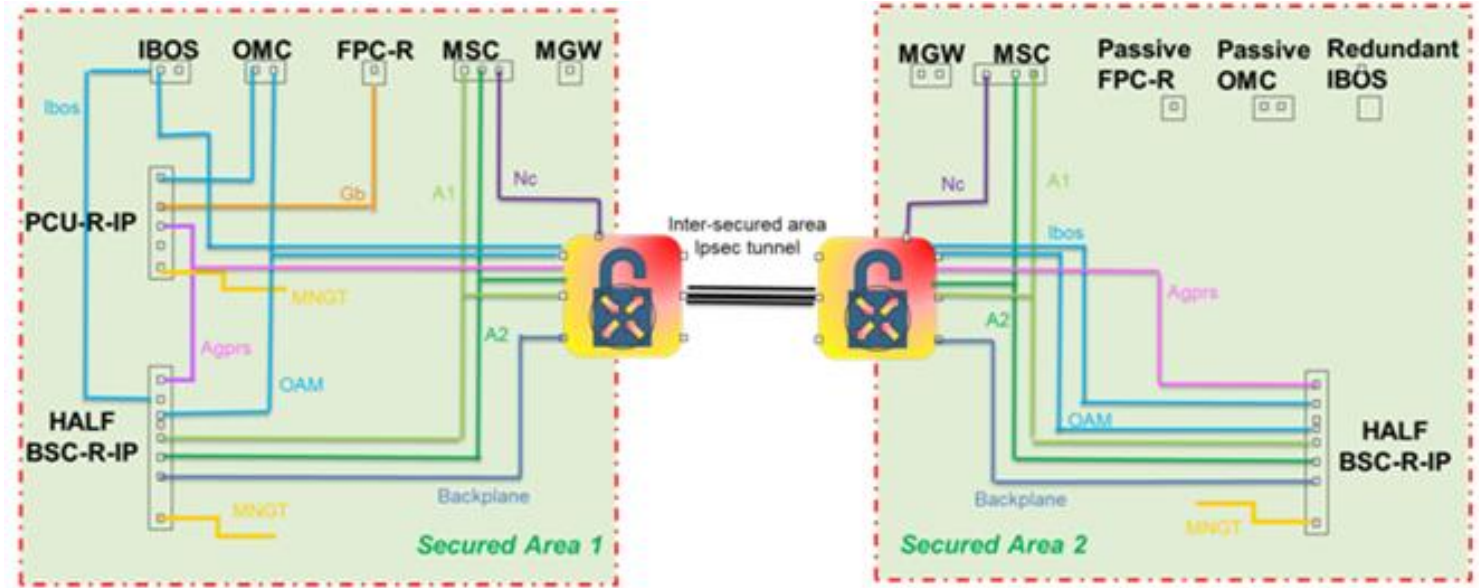 IBOS OMC FPC-R MSC MGW
Ibos
PCU-R-IP
Gb
A1
Nc
MNGT
Agprs
A2
OAM
HALF
BSC-R-IP
Backplane
MNGT
Secured Area 1
Inter-secured area
Ipsec tunnel
MGW MSC Passive Passive Redundant
FPC-R OMC IBOS
Nc
A1
Ibos
Agprs
A2
OAM
HALF
BSC-R-IP
Backplane
MNGT
Secured Area 2